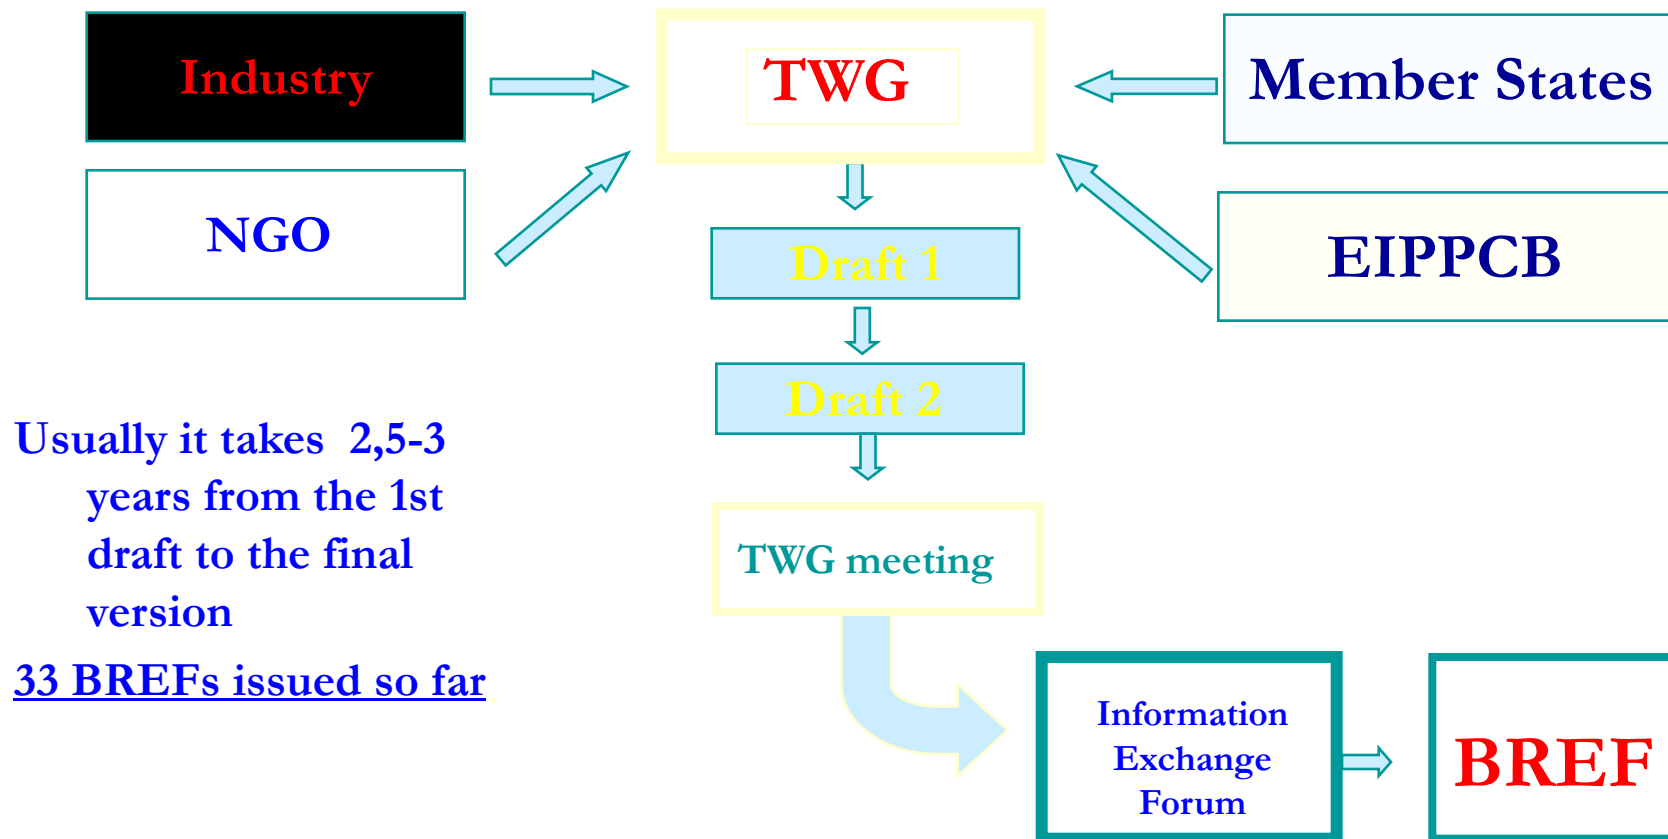 Industry
TWG
Member States
NGO
EIPPCB
Draft 1
Draft 2
Usually it takes  2,5-3
years from the 1st
draft to the final
version
33 BREFs issued so far
TWG meeting
Information
Exchange
Forum
BREF